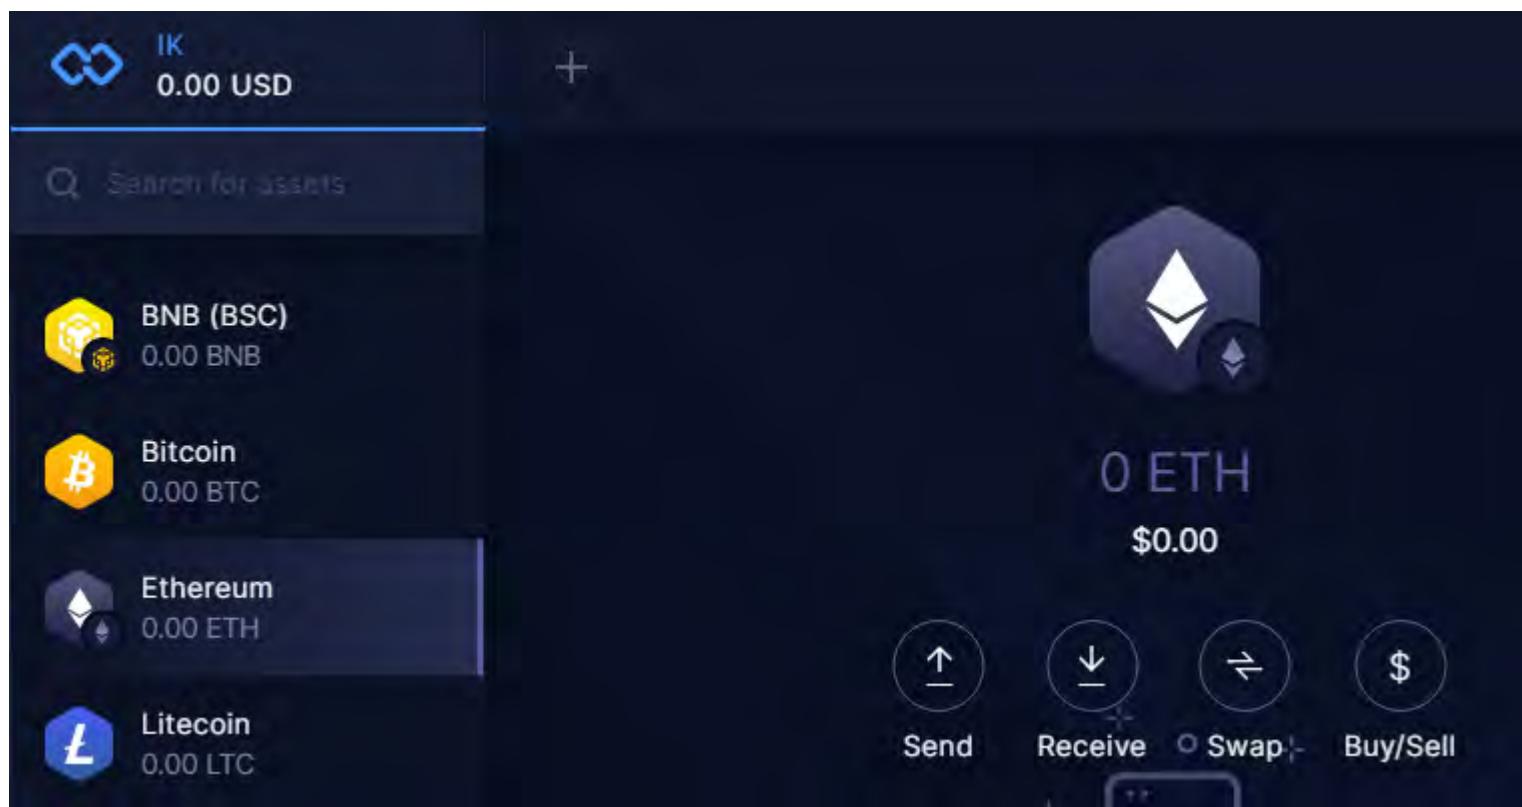 IK
0.00 USD
Search for assets
BNB (BSC)
0.00 BNB
Bitcoin
0.00 BTC
Ethereum
0.00 ETH
Litecoin
0.00 LTC
0 ETH
$0.00
Send Receive Swap Buy/Sell